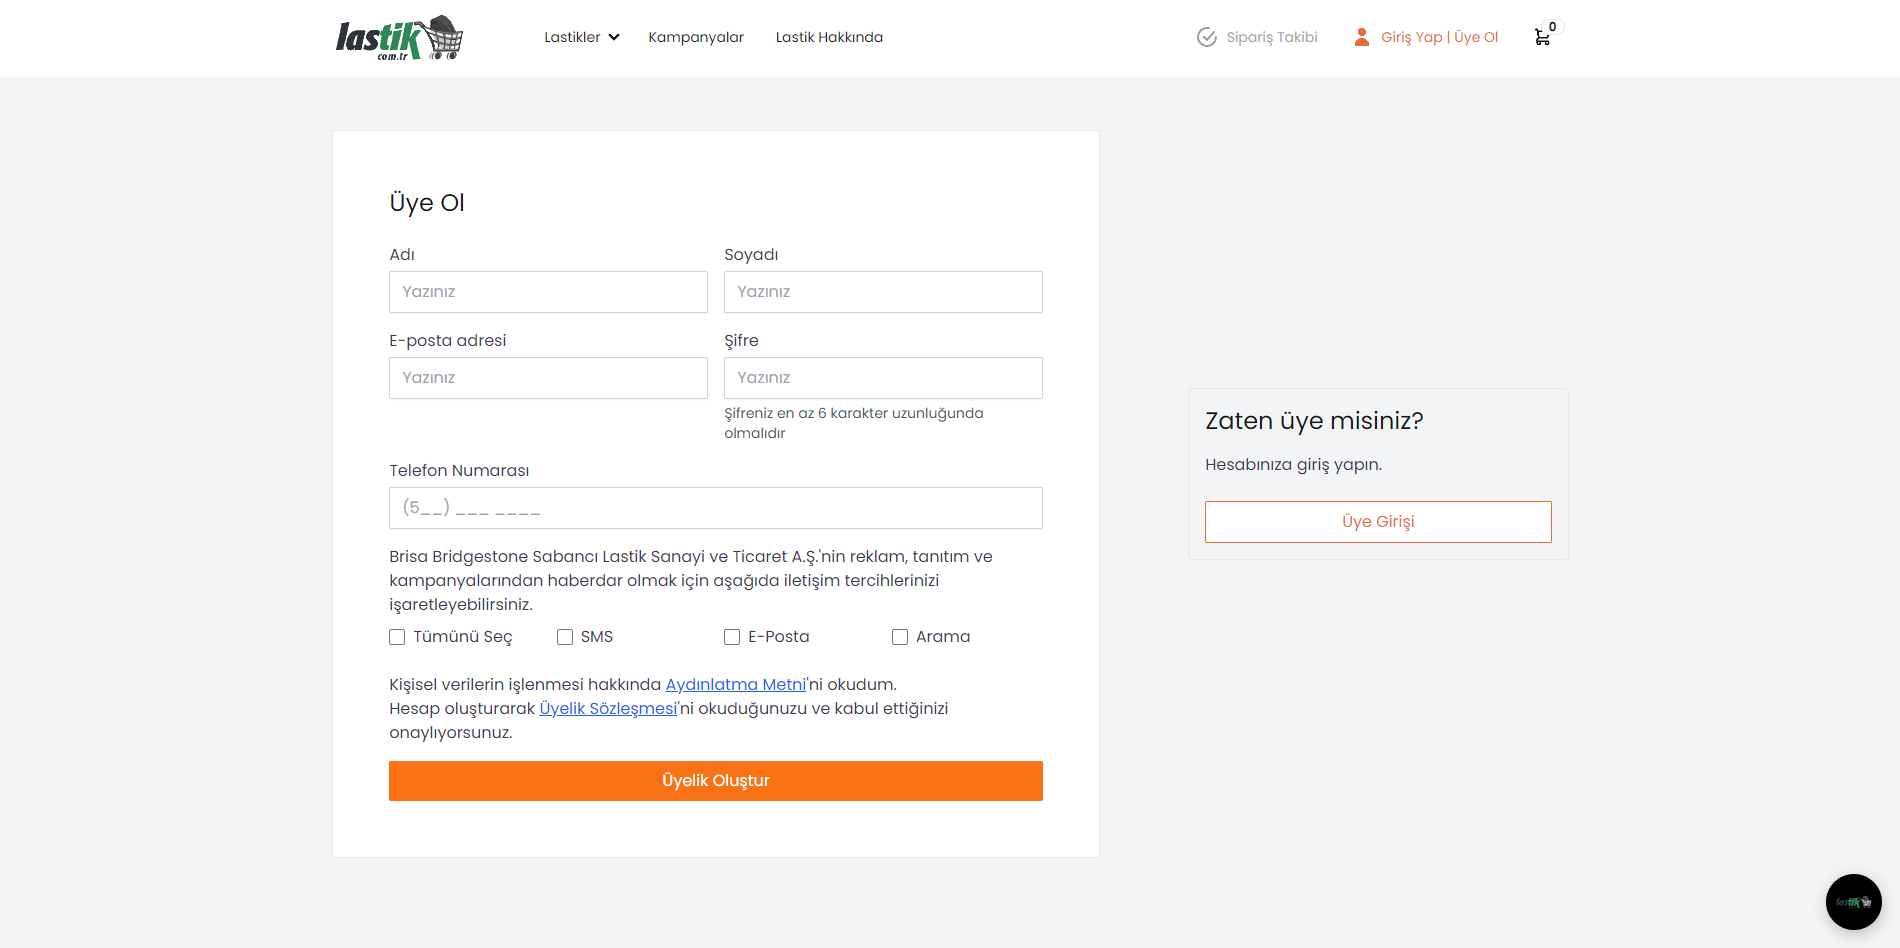 lastik
com.tr
Lastikler
Kampanyalar
Lastik Hakkında
Sipariş Takibi
Giriş Yap | Üye Ol
0
Üye Ol
Adı
Soyadı
Yazınız
Yazınız
E-posta adresi
Şifre
Yazınız
Yazınız
Şifreniz en az 6 karakter uzunluğunda
olmalıdır
Telefon Numarası
(5__) ___ ____
Brisa Bridgestone Sabancı Lastik Sanayi ve Ticaret A.Ş.'nin reklam, tanıtım ve
kampanyalarından haberdar olmak için aşağıda iletişim tercihlerinizi
işaretleyebilirsiniz.
Tümünü Seç
SMS
E-Posta
Arama
Kişisel verilerin işlenmesi hakkında Aydınlatma Metni'ni okudum.
Hesap oluşturarak Üyelik Sözleşmesi'ni okuduğunuzu ve kabul ettiğinizi
onaylıyorsunuz.
Üyelik Oluştur
Zaten üye misiniz?
Hesabınıza giriş yapın.
Üye Girişi
lastik